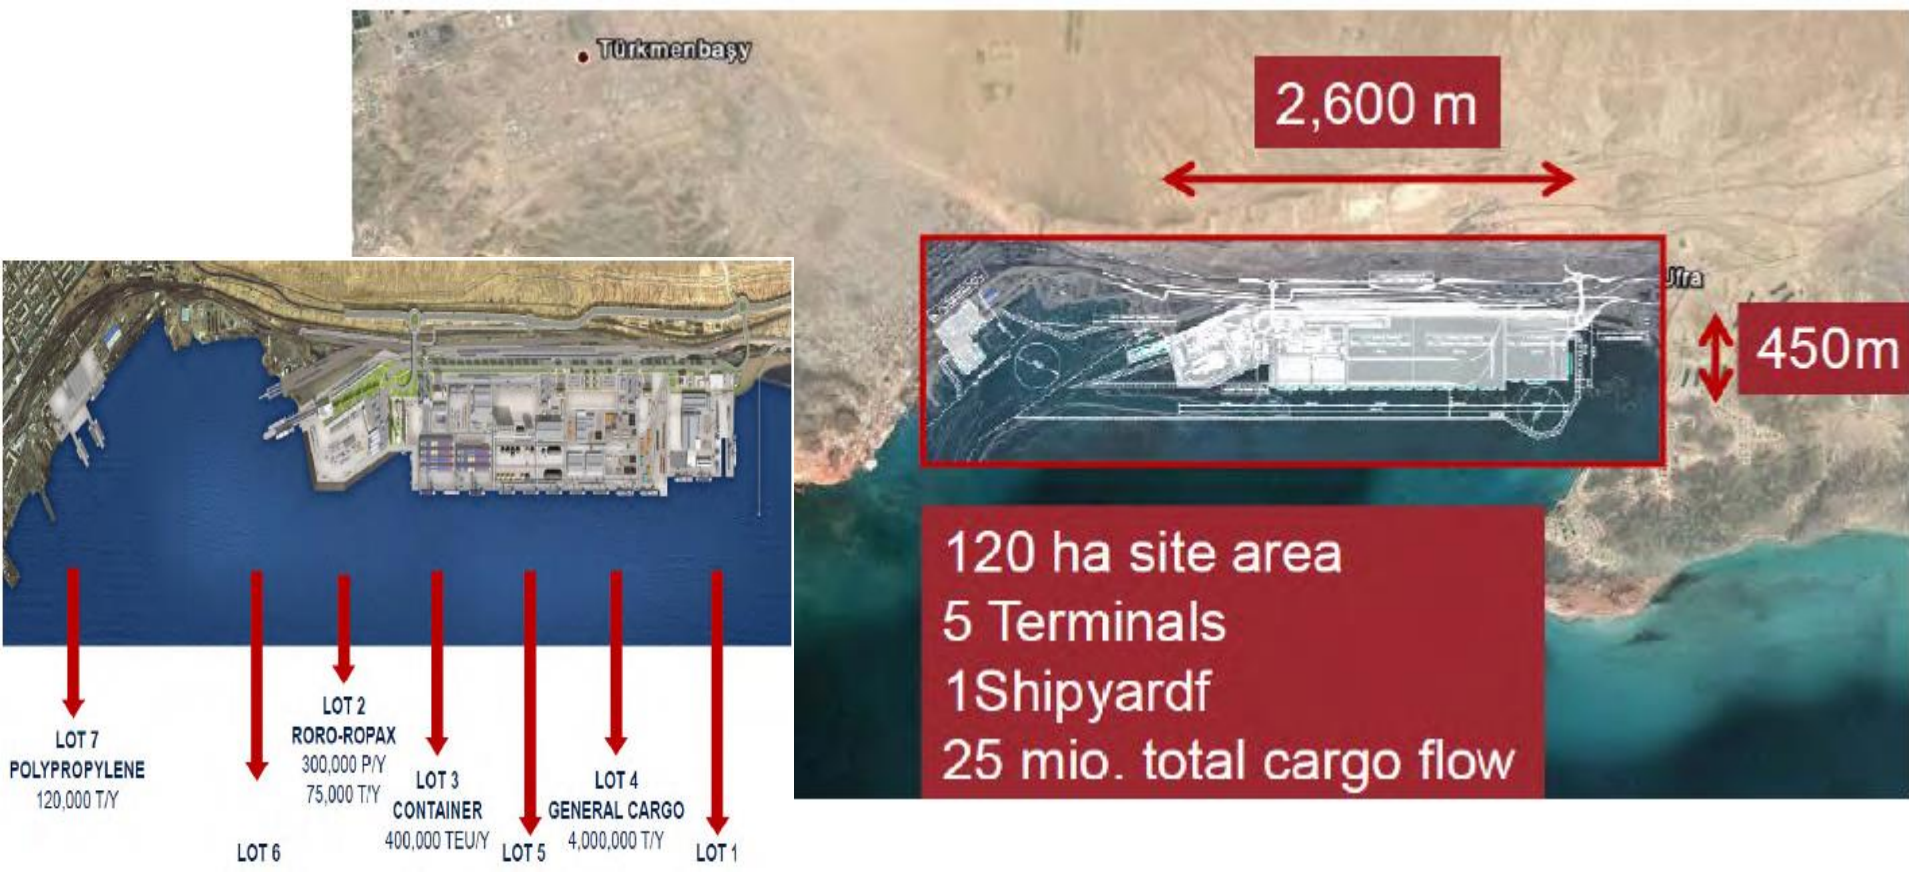 Türkmenbaşy
2,600 m
Ufra
450m
120 ha site area
5 Terminals
1Shipyardf
25 mio. total cargo flow
LOT 7
POLYPROPYLENE
120,000 T/Y
LOT 6
LOT 2
RORO-ROPAX
300,000 P/Y
75,000 T/Y
LOT 3
CONTAINER
400,000 TEU/Y
LOT 5
LOT 4
GENERAL CARGO
4,000,000 T/Y
LOT 1